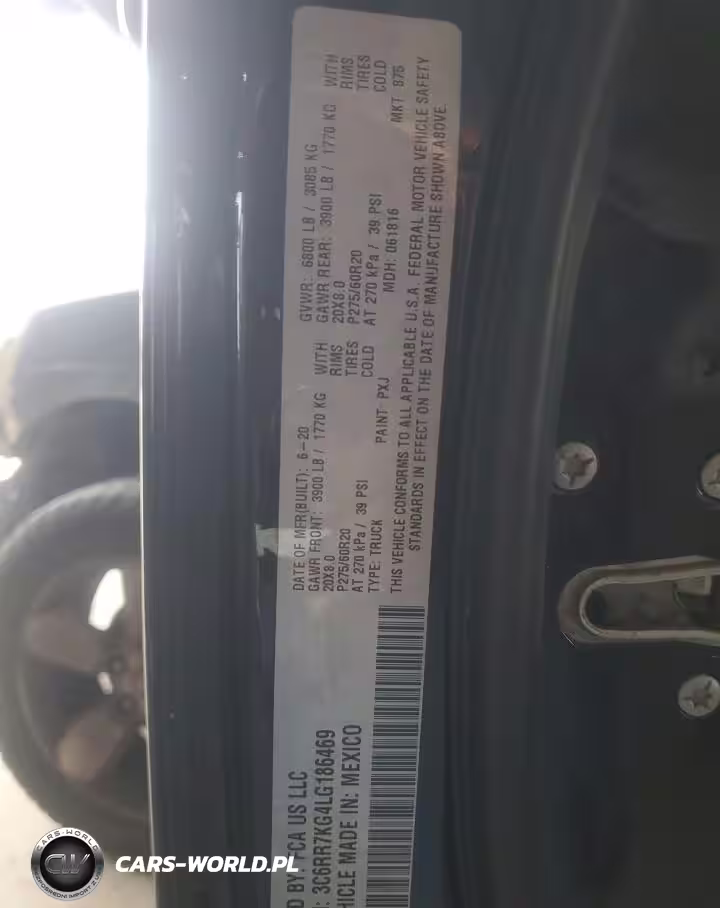 D BY: FCA US LLC
: 3C6RR7KG4LG186469
HICLE MADE IN: MEXICO
DATE OF MFR(BUILT): 6-20
GAWR FRONT: 3900 LB / 1770 KG WITH
20X8.0 RIMS
P275/60R20 TIRES
AT 270 kPa / 39 PSI COLD
TYPE: TRUCK PAINT: PXJ
GVWR: 6800 LB / 3085 KG
GAWR REAR: 3900 LB / 1770 KG WITH
20X8.0 RIMS
P275/60R20 TIRES
AT 270 kPa / 39 PSI COLD
MDH: 061816 MKT 875
THIS VEHICLE CONFORMS TO ALL APPLICABLE U.S.A. FEDERAL MOTOR VEHICLE SAFETY
STANDARDS IN EFFECT ON THE DATE OF MANUFACTURE SHOWN ABOVE.
CARS-WORLD
CW
CARS-WORLD.PL